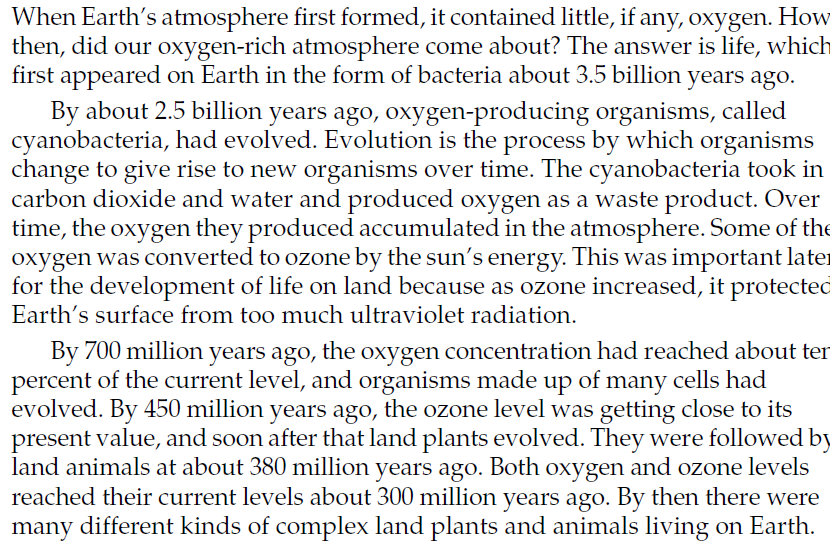 When Earth’s atmosphere first formed, it contained little, if any, oxygen. How
then, did our oxygen-rich atmosphere come about? The answer is life, which
first appeared on Earth in the form of bacteria about 3.5 billion years ago.
By about 2.5 billion years ago, oxygen-producing organisms, called
cyanobacteria, had evolved. Evolution is the process by which organisms
change to give rise to new organisms over time. The cyanobacteria took in
carbon dioxide and water and produced oxygen as a waste product. Over
time, the oxygen they produced accumulated in the atmosphere. Some of the
oxygen was converted to ozone by the sun’s energy. This was important later
for the development of life on land because as ozone increased, it protected
Earth’s surface from too much ultraviolet radiation.
By 700 million years ago, the oxygen concentration had reached about ten
percent of the current level, and organisms made up of many cells had
evolved. By 450 million years ago, the ozone level was getting close to its
present value, and soon after that land plants evolved. They were followed by
land animals at about 380 million years ago. Both oxygen and ozone levels
reached their current levels about 300 million years ago. By then there were
many different kinds of complex land plants and animals living on Earth.